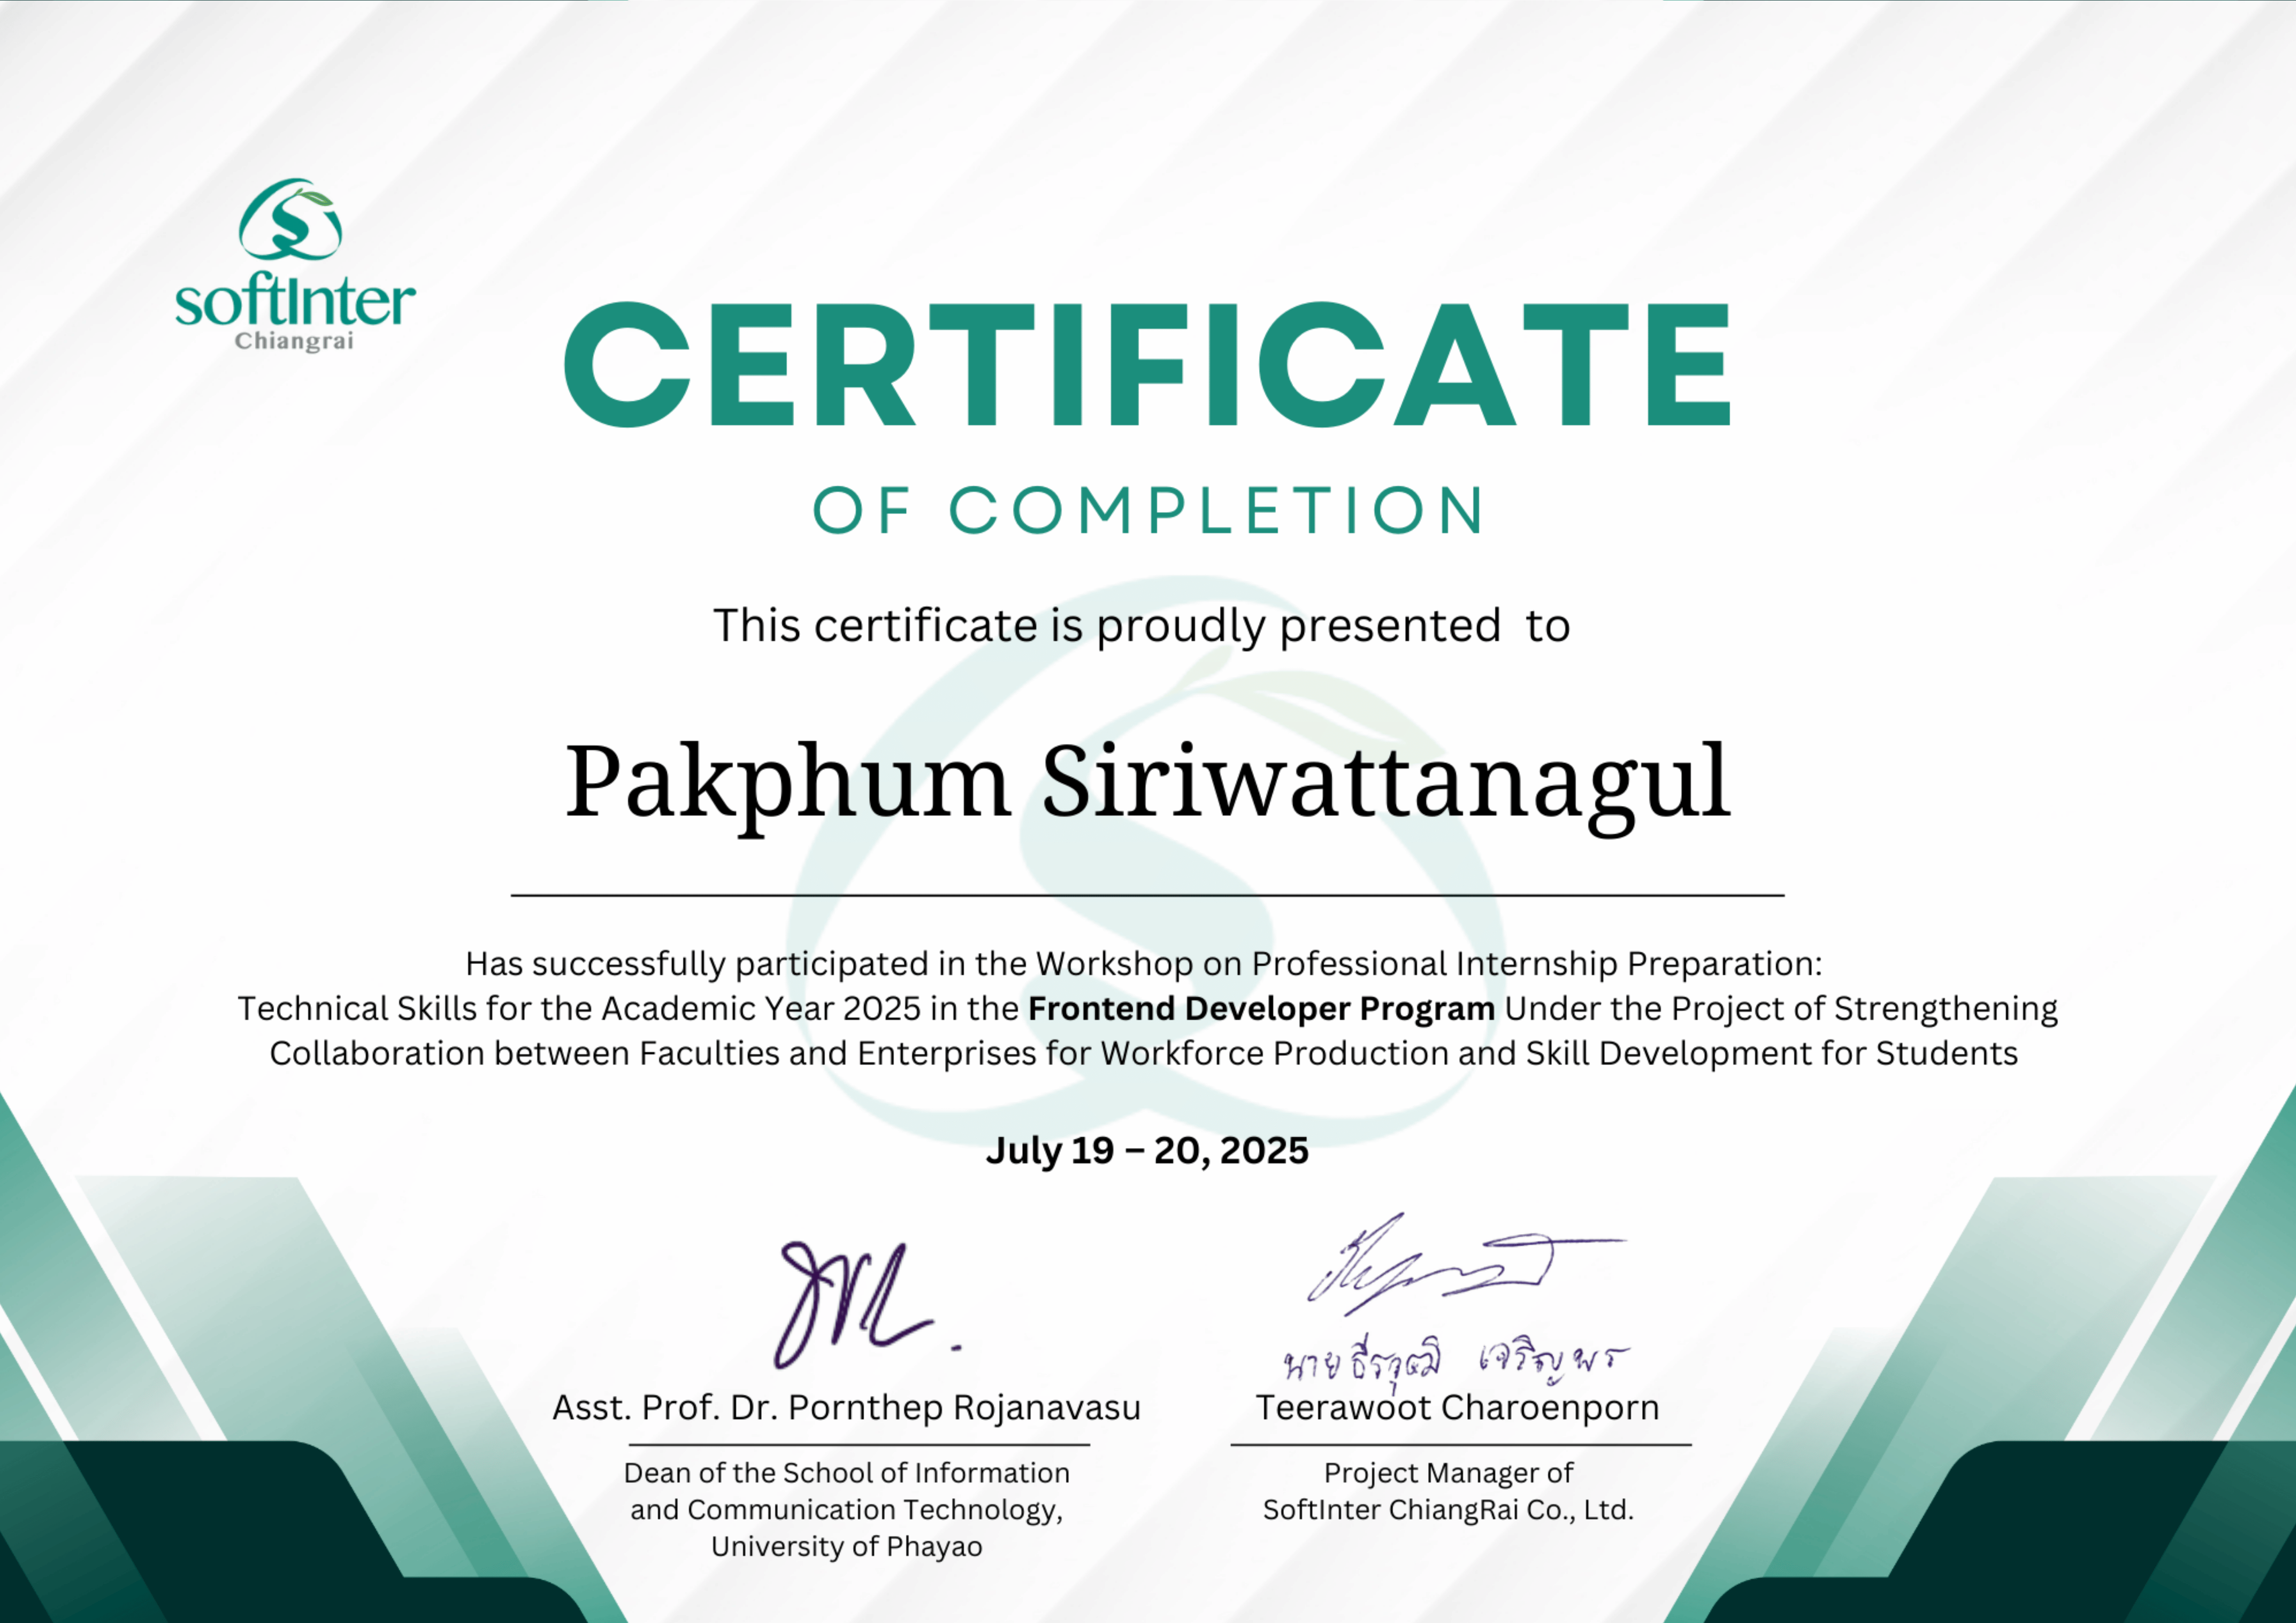 softInter
Chiangrai
CERTIFICATE
OF COMPLETION
This certificate is proudly presented to
Pakphum Siriwattanagul
Has successfully participated in the Workshop on Professional Internship Preparation:
Technical Skills for the Academic Year 2025 in the Frontend Developer Program Under the Project of Strengthening
Collaboration between Faculties and Enterprises for Workforce Production and Skill Development for Students
July 19 – 20, 2025
นายธีรวุฒิ เจริญพร
Asst. Prof. Dr. Pornthep Rojanavasu
Teerawoot Charoenporn
Dean of the School of Information
and Communication Technology,
University of Phayao
Project Manager of
SoftInter ChiangRai Co., Ltd.